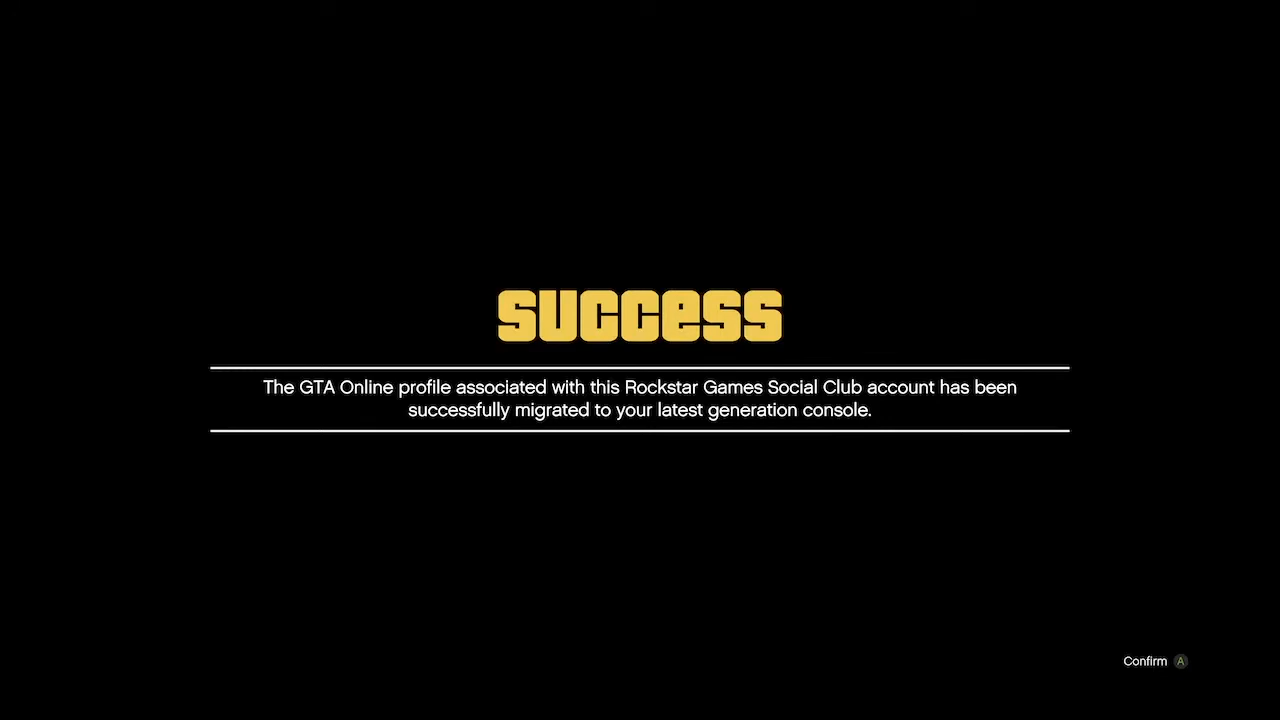 success
The GTA Online profile associated with this Rockstar Games Social Club account has been
successfully migrated to your latest generation console.
Confirm A